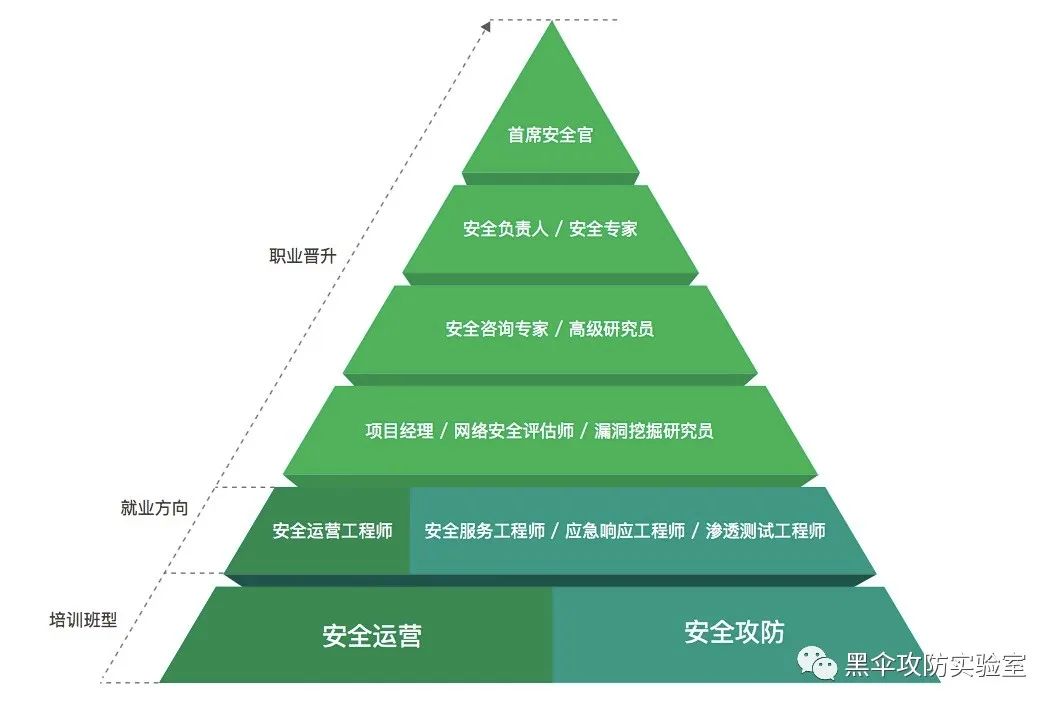 首席安全官
安全负责人 / 安全专家
职业晋升
安全咨询专家 / 高级研究员
项目经理 / 网络安全评估师 / 漏洞挖掘研究员
就业方向
安全运营工程师
安全服务工程师 / 应急响应工程师 / 渗透测试工程师
培训班型
安全运营
安全攻防
黑伞攻防实验室